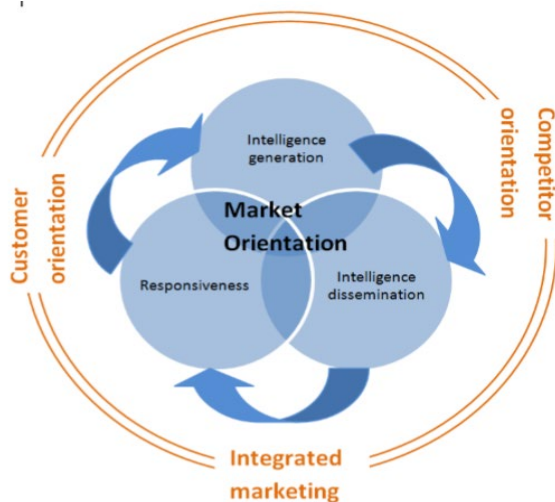 Intelligence
generation
Market
Orientation
Responsiveness
Intelligence
dissemination
Customer
orientation
Competitor
orientation
Integrated
marketing